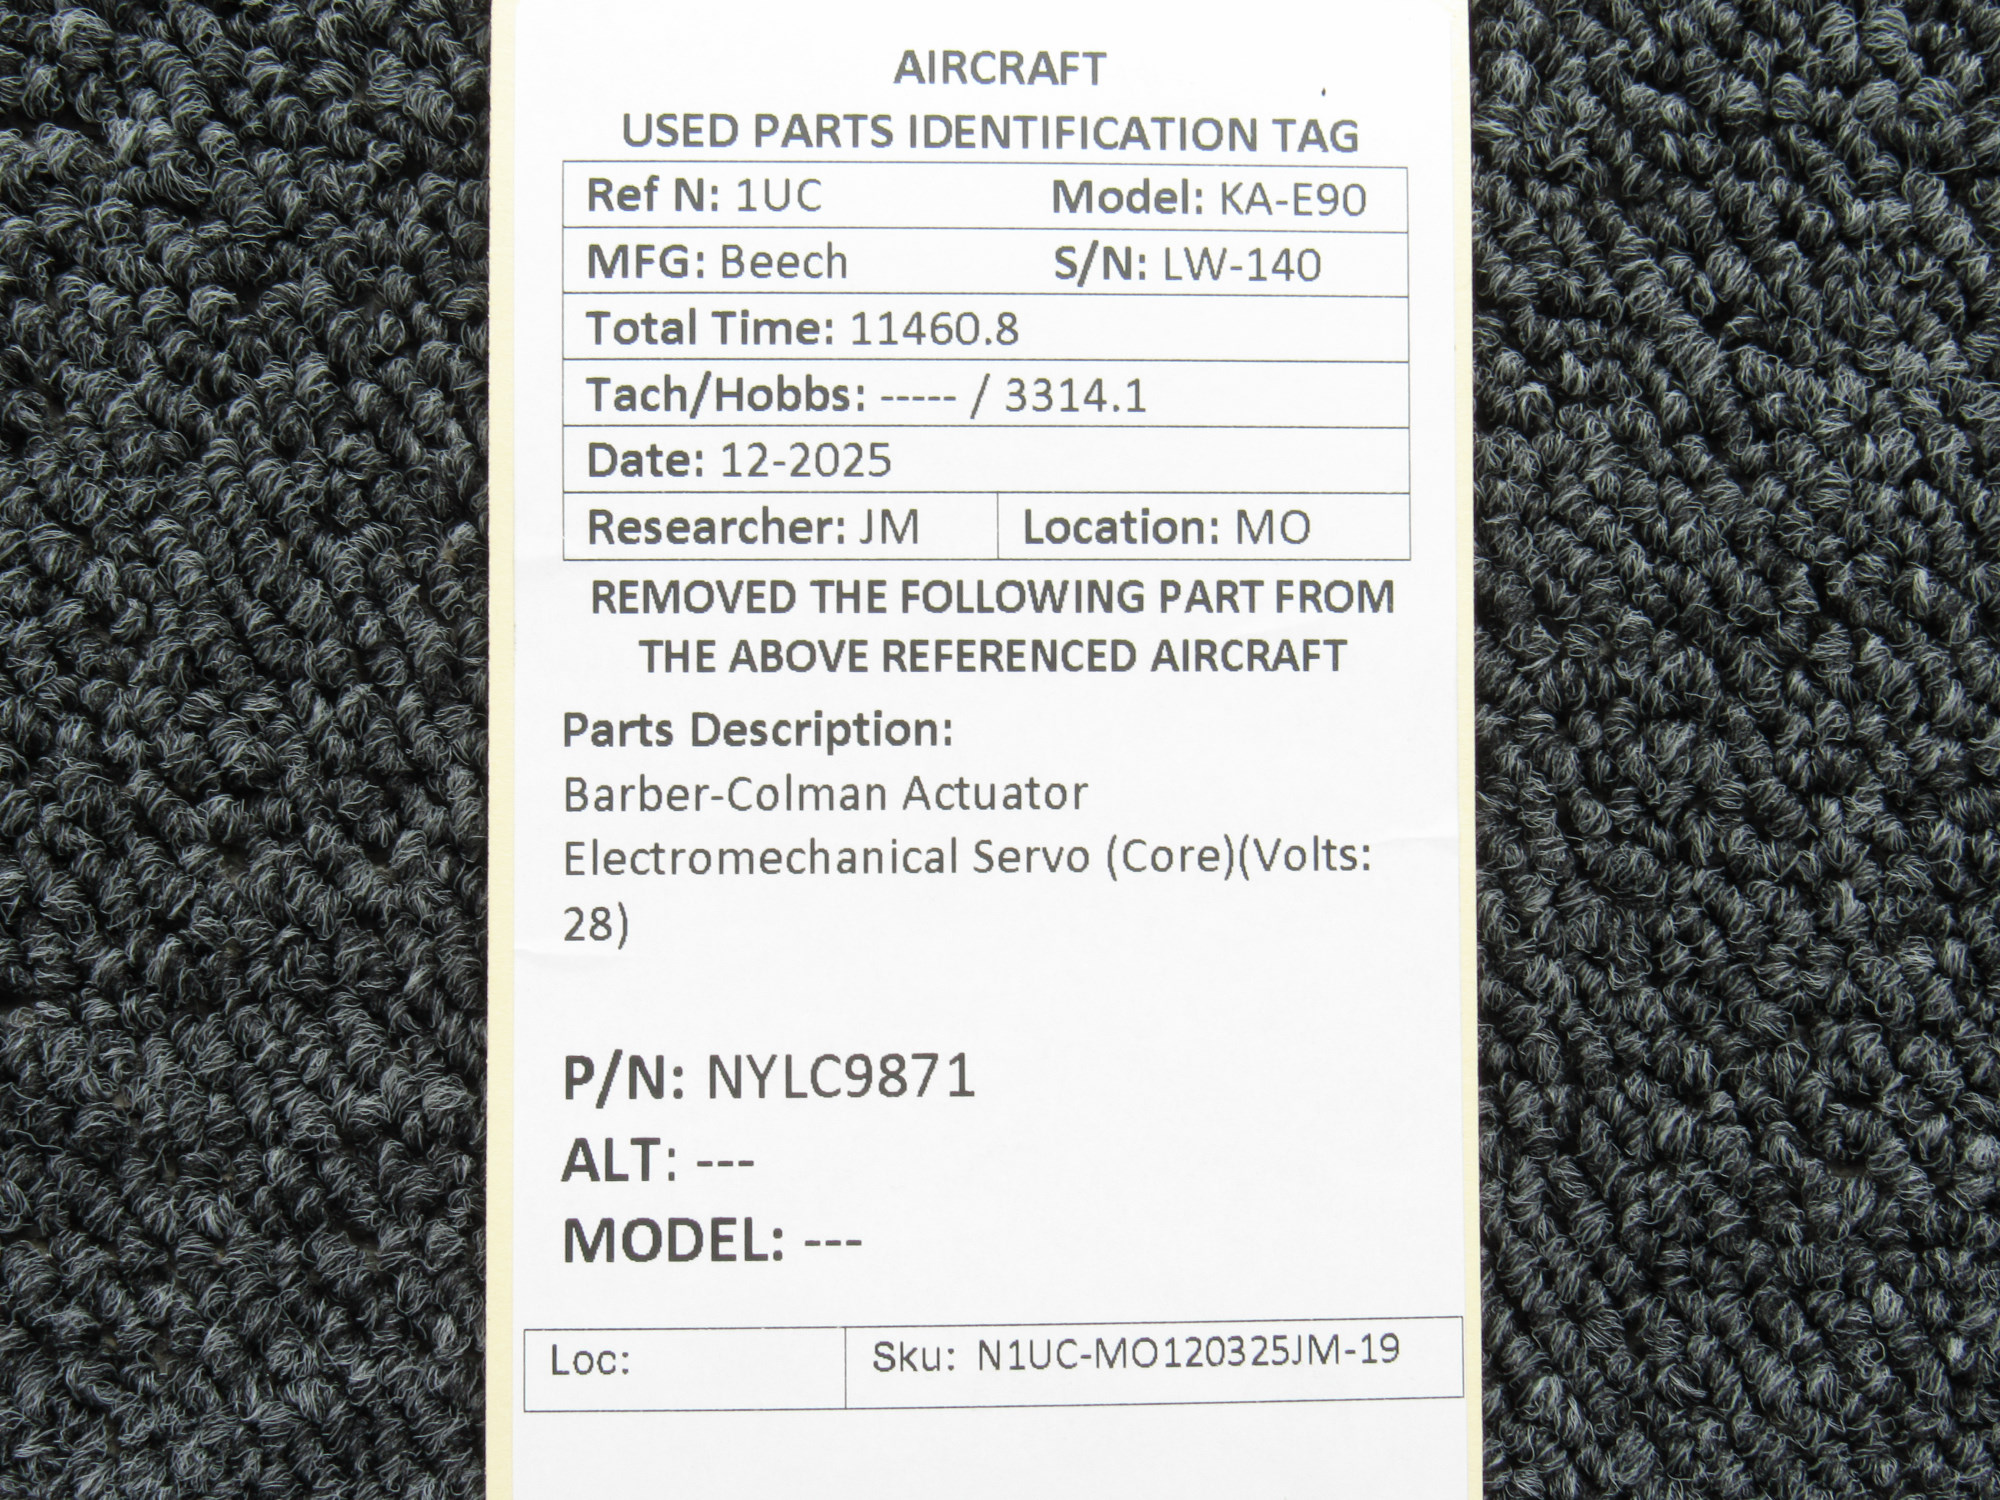 AIRCRAFT
USED PARTS IDENTIFICATION TAG
Ref N: 1UC Model: KA-E90
MFG: Beech S/N: LW-140
Total Time: 11460.8
Tach/Hobbs: ----- / 3314.1
Date: 12-2025
Researcher: JM Location: MO
REMOVED THE FOLLOWING PART FROM
THE ABOVE REFERENCED AIRCRAFT
Parts Description:
Barber-Colman Actuator
Electromechanical Servo (Core)(Volts:
28)
P/N: NYLC9871
ALT: ---
MODEL: ---
Loc: Sku: N1UC-MO120325JM-19